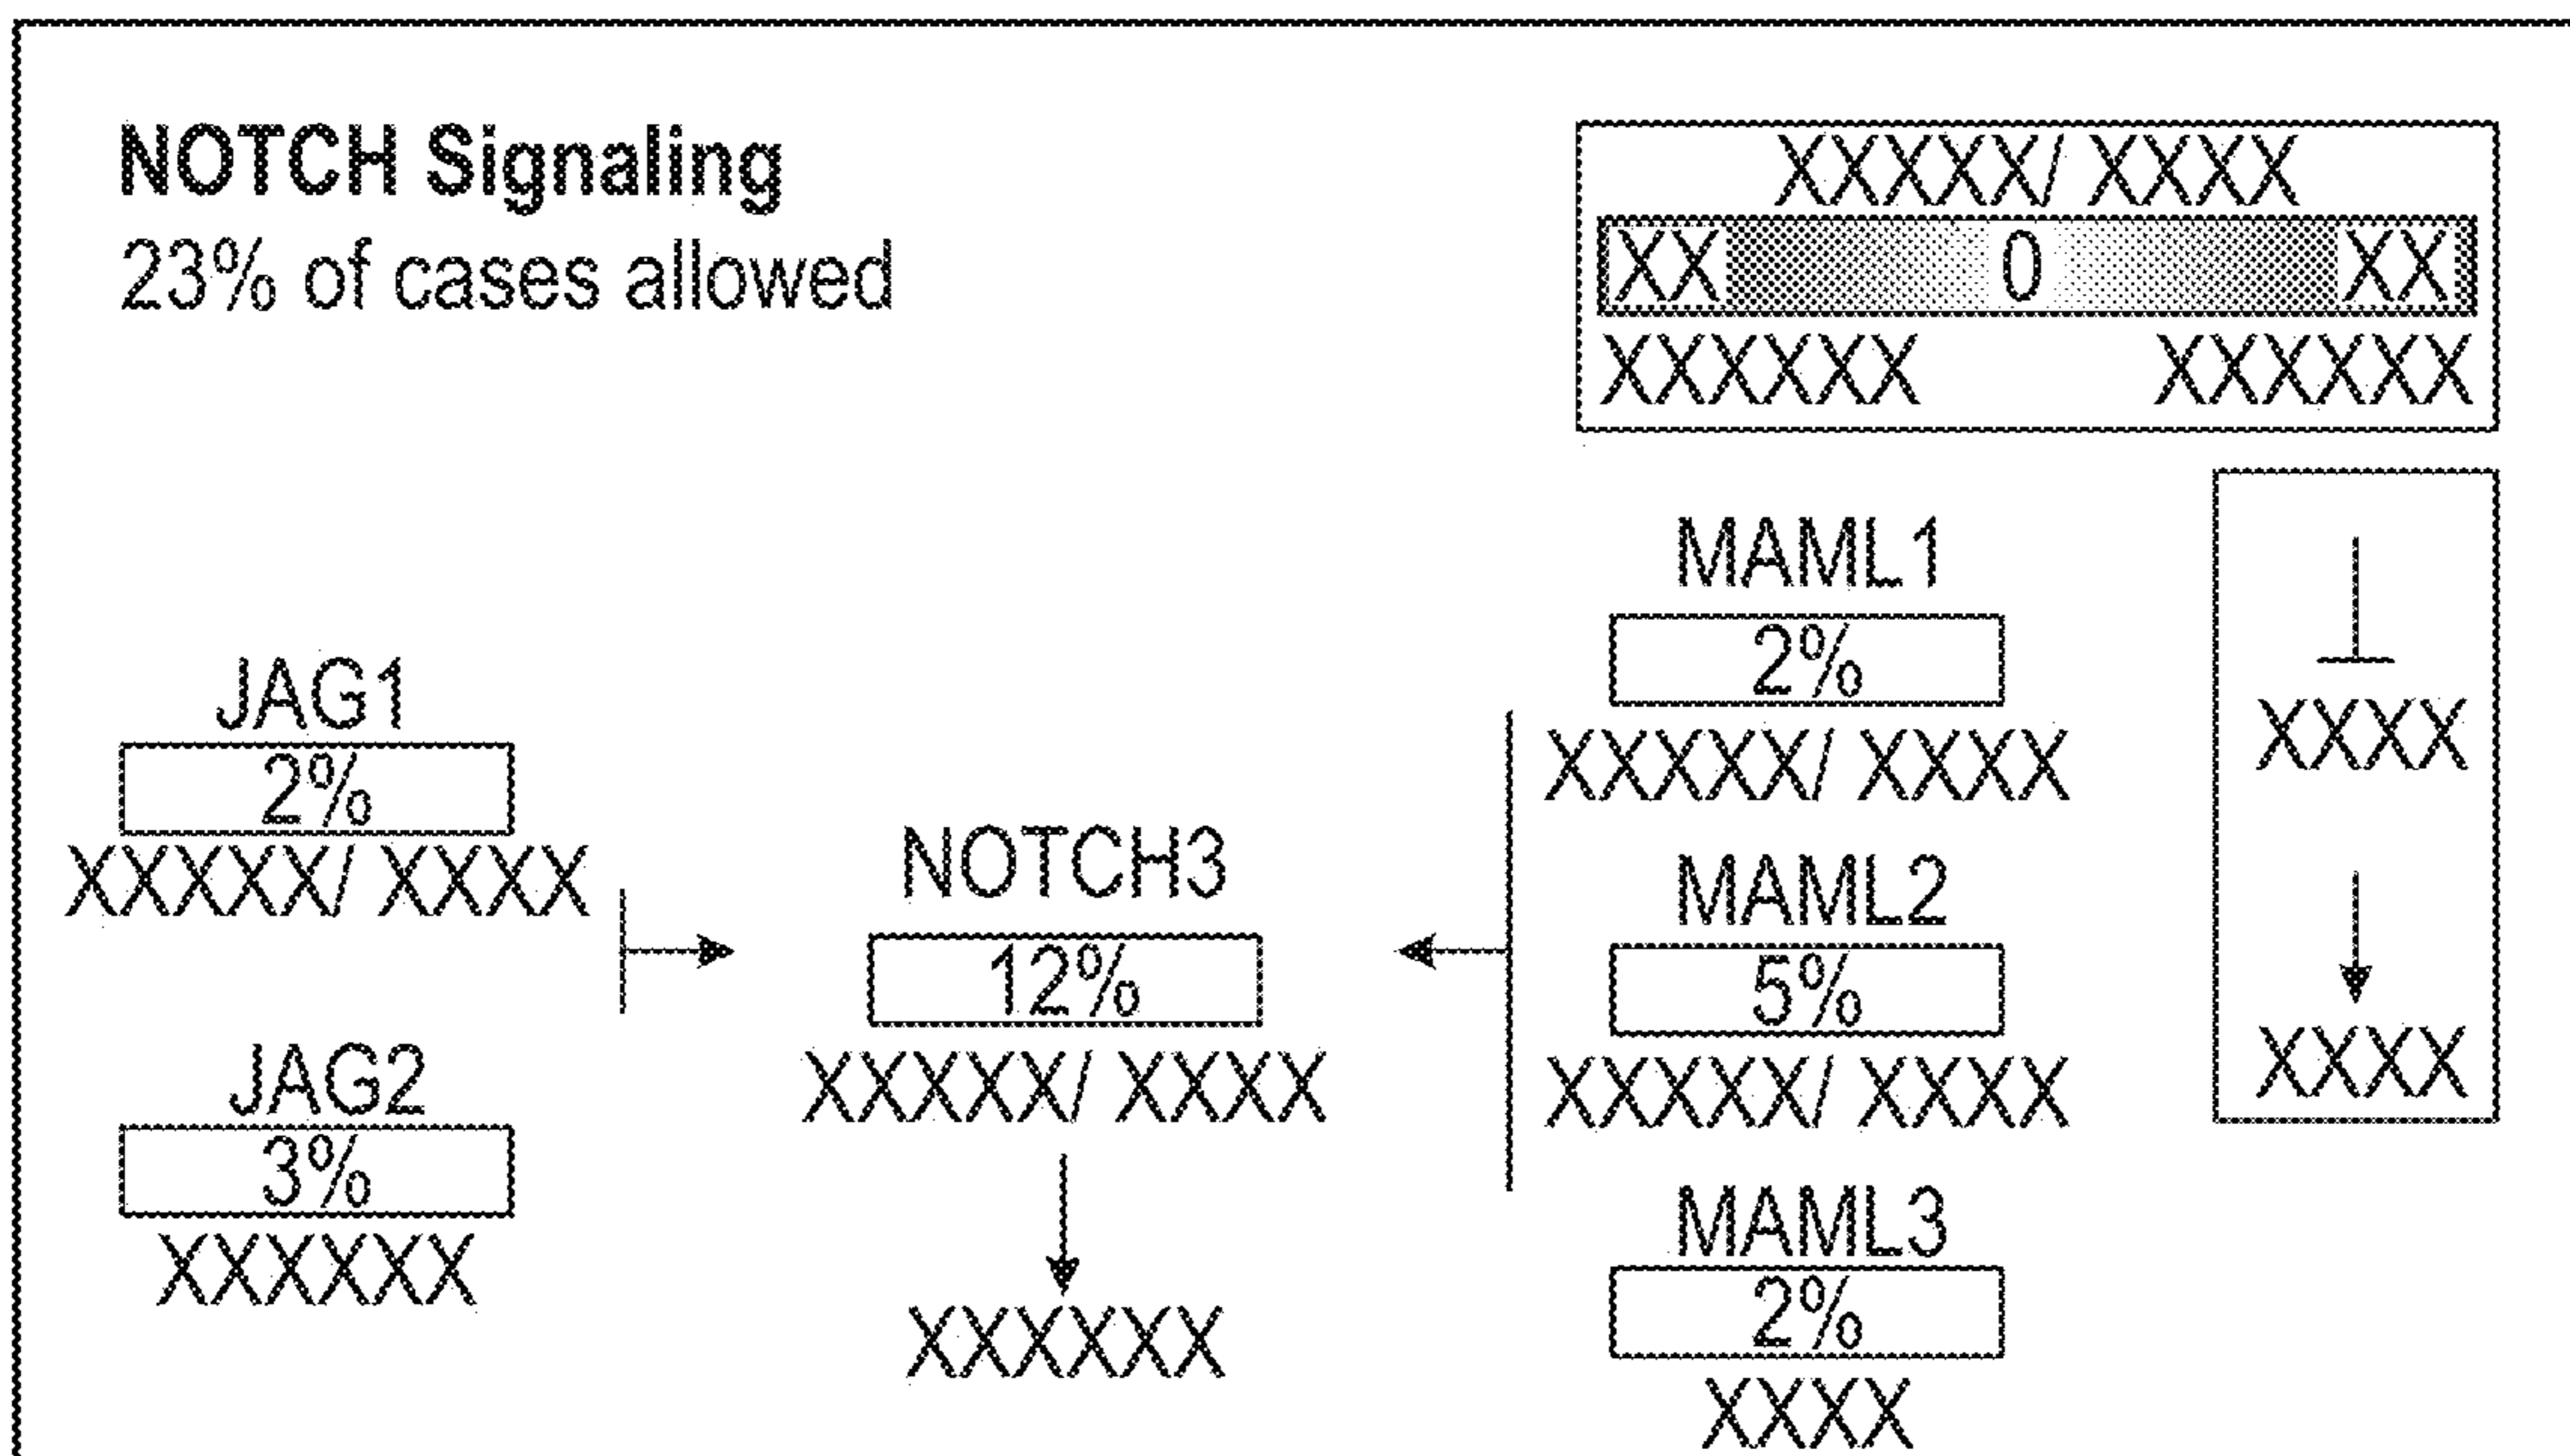 NOTCH Signaling
23% of cases allowed
XXXXX/ XXXX
XX 0 XX
XXXXXX XXXXXX
JAG1
2%
XXXXX/ XXXX
JAG2
3%
XXXXXX
NOTCH3
12%
XXXXX/ XXXX
XXXXXX
MAML1
2%
XXXXX/ XXXX
MAML2
5%
XXXXX/ XXXX
MAML3
2%
XXXX
XXXX
XXXX